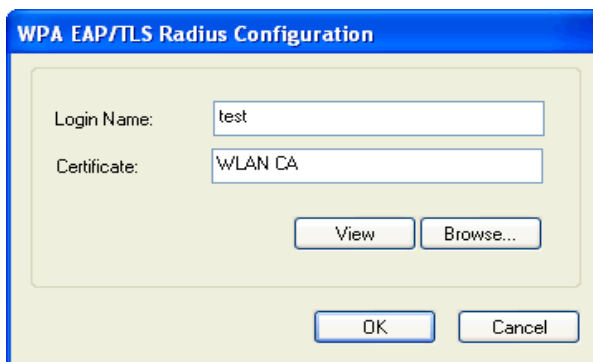 WPA EAP/TLS Radius Configuration
Login Name: test
Certificate: WLAN CA
View Browse...
OK Cancel